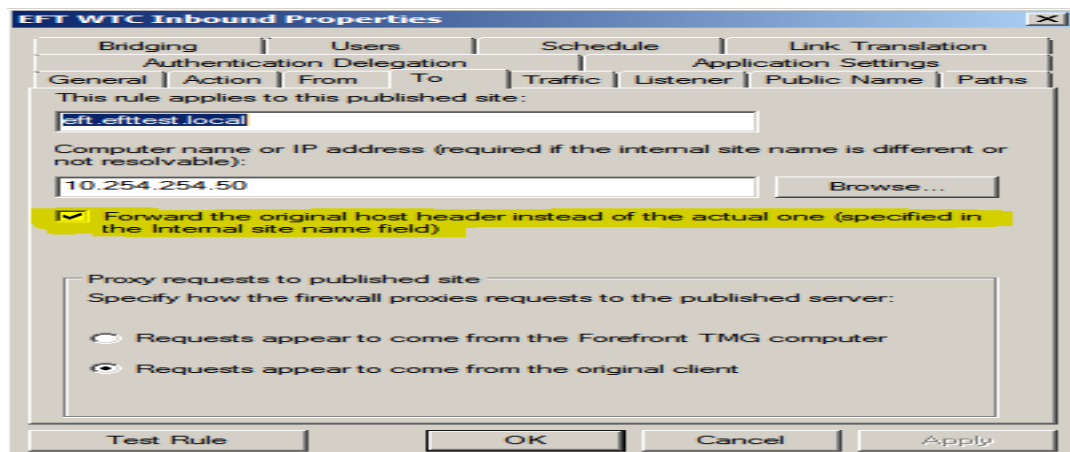 EFT WTC Inbound Properties
Bridging Users Schedule Link Translation
Authentication Delegation Application Settings
General Action From To Traffic Listener Public Name Paths
This rule applies to this published site:
eft.efttest.local
Computer name or IP address (required if the internal site name is different or
not resolvable):
10.254.254.50
Browse...
Forward the original host header instead of the actual one (specified in
the Internal site name field)
Proxy requests to published site
Specify how the firewall proxies requests to the published server:
Requests appear to come from the Forefront TMG computer
Requests appear to come from the original client
Test Rule OK Cancel Apply